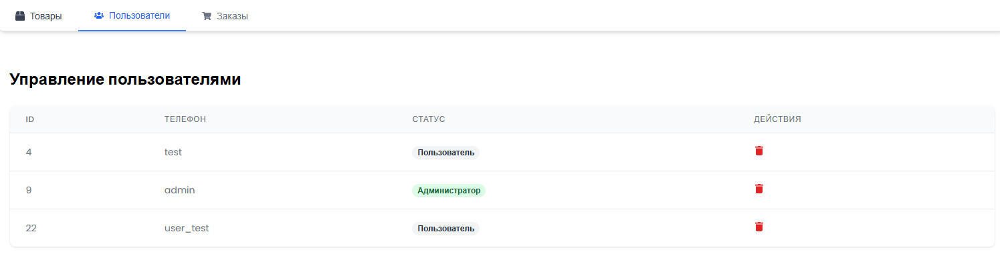 Товары Пользователи Заказы
Управление пользователями
ID ТЕЛЕФОН СТАТУС ДЕЙСТВИЯ
4 test Пользователь
9 admin Администратор
22 user_test Пользователь